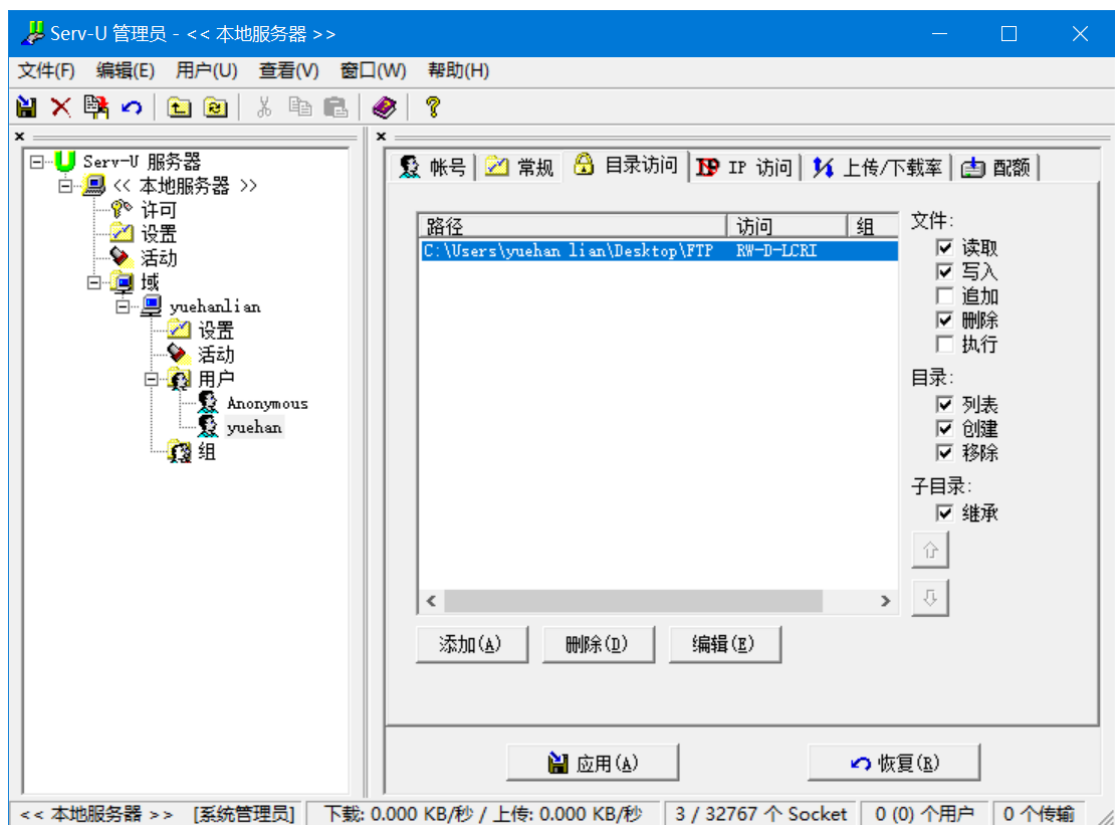 Serv-U 管理员 - << 本地服务器 >>
文件(F) 编辑(E) 用户(U) 查看(V) 窗口(W) 帮助(H)
Serv-U 服务器
<< 本地服务器 >>
许可
设置
活动
域
yuehanlian
设置
活动
用户
Anonymous
yuehan
组
帐号 常规 目录访问 IP 访问 上传/下载率 配额
路径 访问 组
C:\Users\yuehan lian\Desktop\FTP RW-D-LCRI
文件:
读取
写入
追加
删除
执行
目录:
列表
创建
移除
子目录:
继承
添加(A) 删除(D) 编辑(E)
应用(A) 恢复(R)
<< 本地服务器 >> [系统管理员] 下载: 0.000 KB/秒 / 上传: 0.000 KB/秒 3 / 32767 个 Socket 0 (0) 个用户 0 个传输